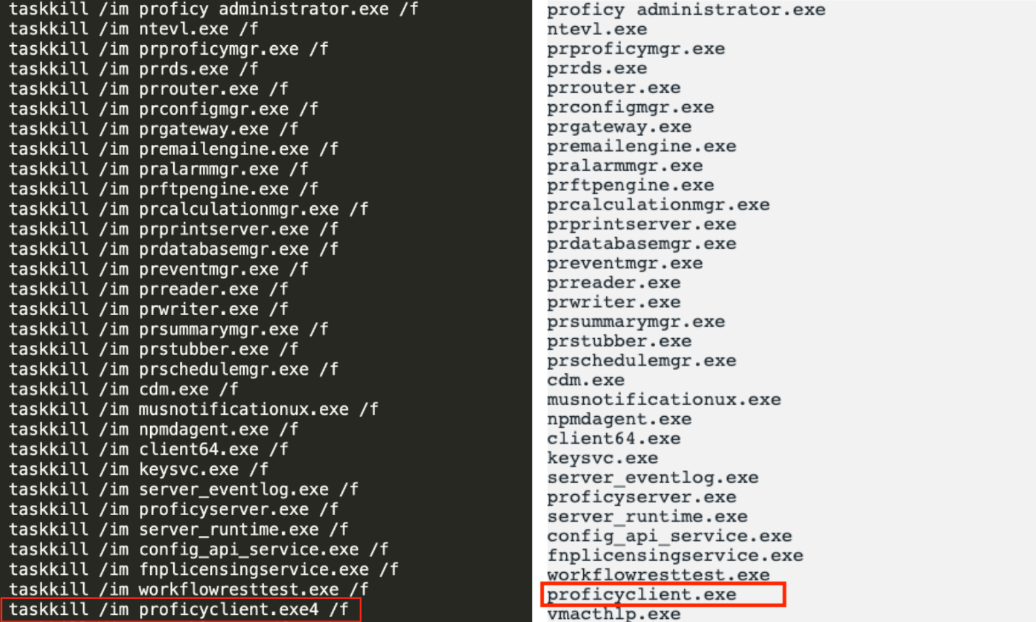 taskkill /im proficy administrator.exe /f
taskkill /im ntevl.exe /f
taskkill /im prproficymgr.exe /f
taskkill /im prrds.exe /f
taskkill /im prrouter.exe /f
taskkill /im prconfigmgr.exe /f
taskkill /im prgateway.exe /f
taskkill /im premailengine.exe /f
taskkill /im pralarmmgr.exe /f
taskkill /im prftpengine.exe /f
taskkill /im prcalculationmgr.exe /f
taskkill /im prprintserver.exe /f
taskkill /im prdatabasemgr.exe /f
taskkill /im preventmgr.exe /f
taskkill /im prreader.exe /f
taskkill /im prwriter.exe /f
taskkill /im prsummarymgr.exe /f
taskkill /im prstubber.exe /f
taskkill /im prschedulemgr.exe /f
taskkill /im cdm.exe /f
taskkill /im musnotificationux.exe /f
taskkill /im npmdagent.exe /f
taskkill /im client64.exe /f
taskkill /im keysvc.exe /f
taskkill /im server_eventlog.exe /f
taskkill /im proficyserver.exe /f
taskkill /im server_runtime.exe /f
taskkill /im config_api_service.exe /f
taskkill /im fnplicensingservice.exe /f
taskkill /im workflowresttest.exe /f
taskkill /im proficyclient.exe4 /f
proficy administrator.exe
ntevl.exe
prproficymgr.exe
prrds.exe
prrouter.exe
prconfigmgr.exe
prgateway.exe
premailengine.exe
pralarmmgr.exe
prftpengine.exe
prcalculationmgr.exe
prprintserver.exe
prdatabasemgr.exe
preventmgr.exe
prreader.exe
prwriter.exe
prsummarymgr.exe
prstubber.exe
prschedulemgr.exe
cdm.exe
musnotificationux.exe
npmdagent.exe
client64.exe
keysvc.exe
server_eventlog.exe
proficyserver.exe
server_runtime.exe
config_api_service.exe
fnplicensingservice.exe
workflowresttest.exe
proficyclient.exe
vmacthlp.exe